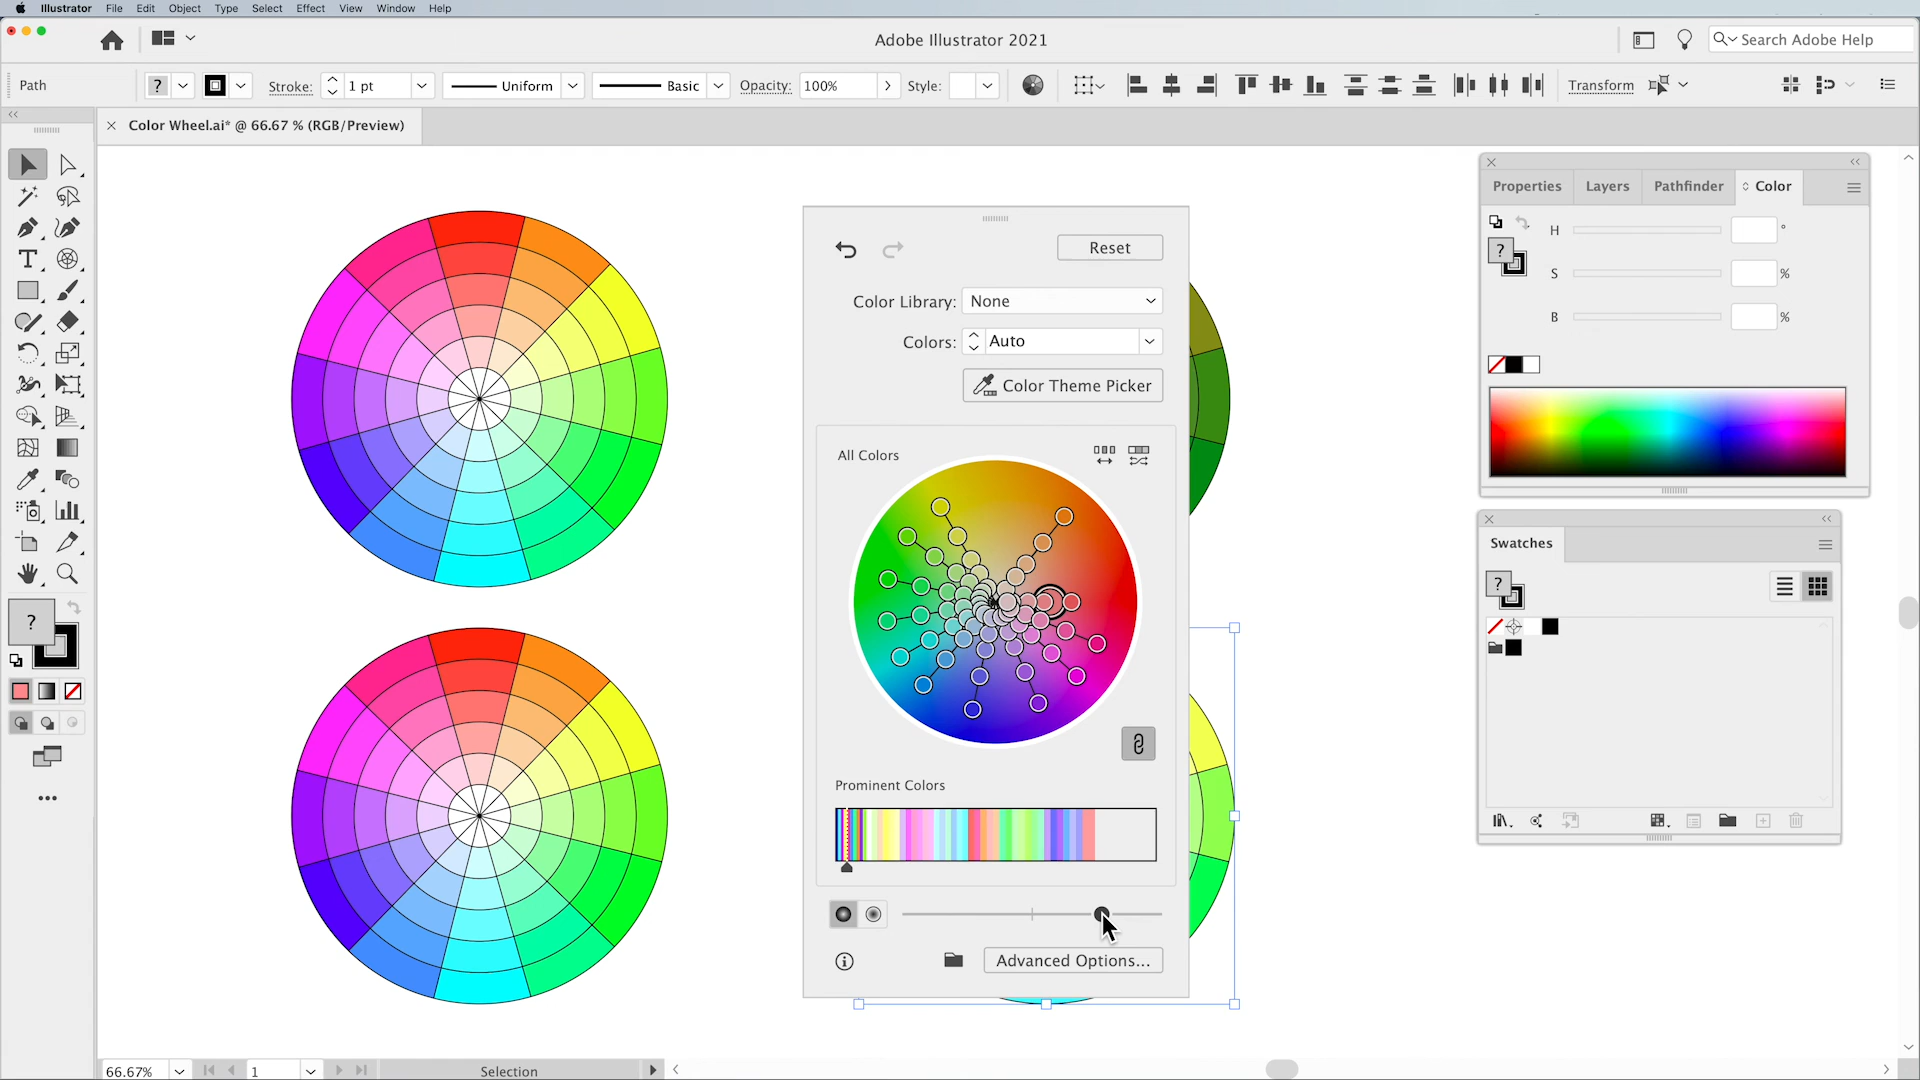 Illustrator File Edit Object Type Select Effect View Window Help
Adobe Illustrator 2021
Search Adobe Help
Path ? Stroke: 1 pt Uniform Basic Opacity: 100% Style: Transform
Color Wheel.ai* @ 66.67 % (RGB/Preview)
Reset
Color Library: None
Colors: Auto
Color Theme Picker
All Colors
Prominent Colors
Advanced Options...
Properties Layers Pathfinder Color
H °
?
S %
B %
Swatches
?
?
66.67% 1 Selection